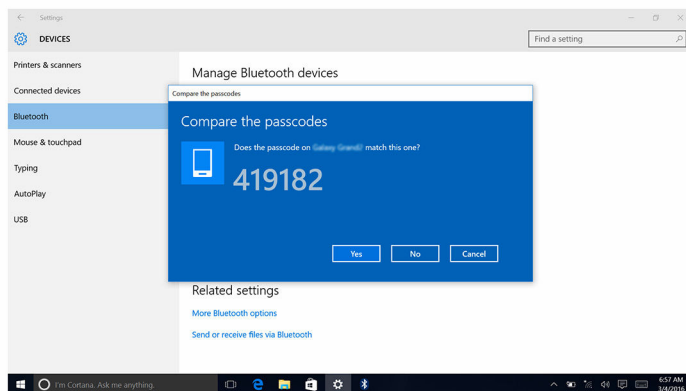 Settings
DEVICES
Find a setting
Printers & scanners
Connected devices
Bluetooth
Mouse & touchpad
Typing
AutoPlay
USB
Manage Bluetooth devices
Compare the passcodes
Compare the passcodes
Does the passcode on Galaxy Grand2 match this one?
419182
Yes No Cancel
Related settings
More Bluetooth options
Send or receive files via Bluetooth
I'm Cortana. Ask me anything.
6:57 AM
3/4/2016